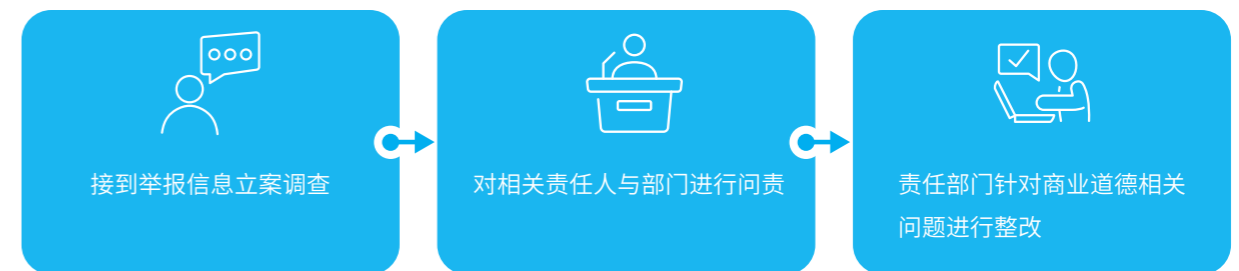 接到举报信息立案调查
对相关责任人与部门进行问责
责任部门针对商业道德相关
问题进行整改